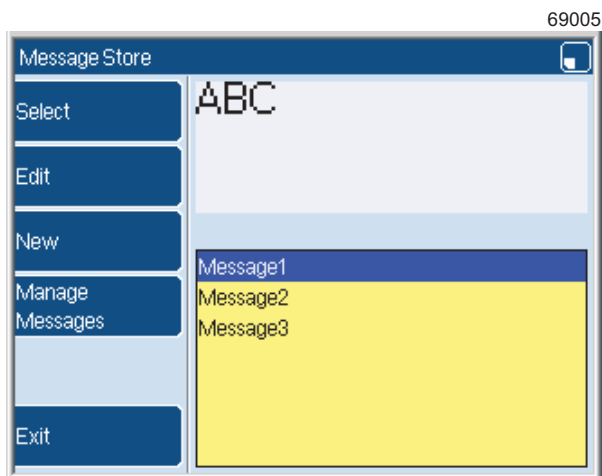 69005
Message Store
Select
ABC
Edit
New
Manage
Messages
Exit
Message1
Message2
Message3